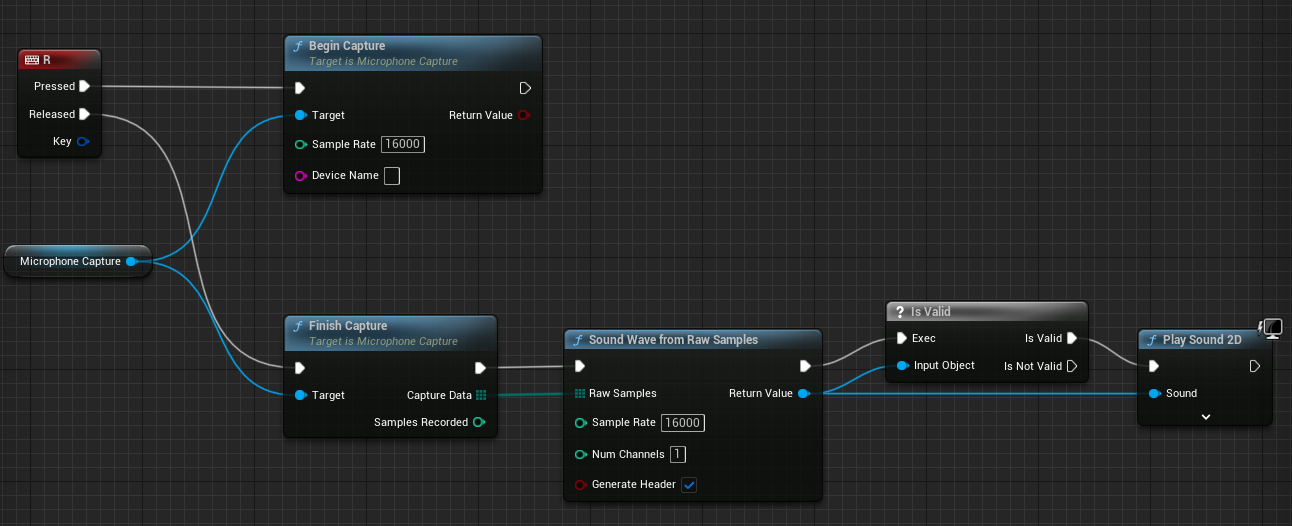 R
Pressed
Released
Key
Begin Capture
Target is Microphone Capture
Target
Return Value
Sample Rate 16000
Device Name
Microphone Capture
Finish Capture
Target is Microphone Capture
Target
Capture Data
Samples Recorded
Sound Wave from Raw Samples
Raw Samples
Return Value
Sample Rate 16000
Num Channels 1
Generate Header
? Is Valid
Exec
Is Valid
Input Object
Is Not Valid
Play Sound 2D
Sound